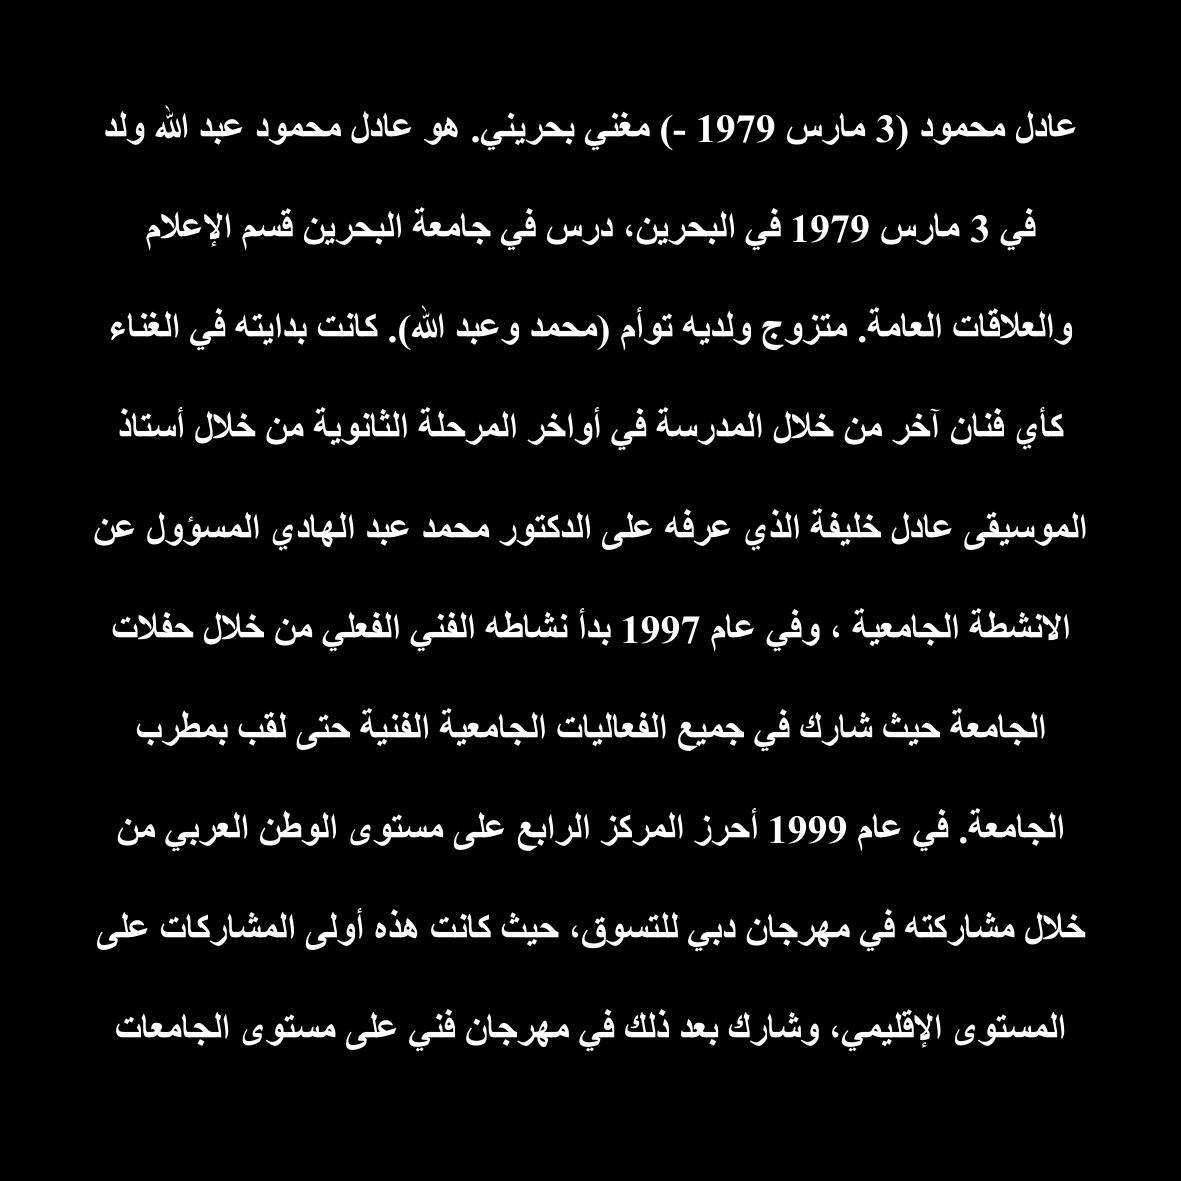 عادل محمود (3 مارس 1979 -) مغني بحريني. هو عادل محمود عبد الله ولد
في 3 مارس 1979 في البحرين، درس في جامعة البحرين قسم الإعلام
والعلاقات العامة. متزوج ولديه توأم (محمد وعبد الله). كانت بدايته في الغناء
كأي فنان آخر من خلال المدرسة في أواخر المرحلة الثانوية من خلال أستاذ
الموسيقى عادل خليفة الذي عرفه على الدكتور محمد عبد الهادي المسؤول عن
الانشطة الجامعية ، وفي عام 1997 بدأ نشاطه الفني الفعلي من خلال حفلات
الجامعة حيث شارك في جميع الفعاليات الجامعية الفنية حتى لقب بمطرب
الجامعة. في عام 1999 أحرز المركز الرابع على مستوى الوطن العربي من
خلال مشاركته في مهرجان دبي للتسوق، حيث كانت هذه أولى المشاركات على
المستوى الإقليمي، وشارك بعد ذلك في مهرجان فني على مستوى الجامعات